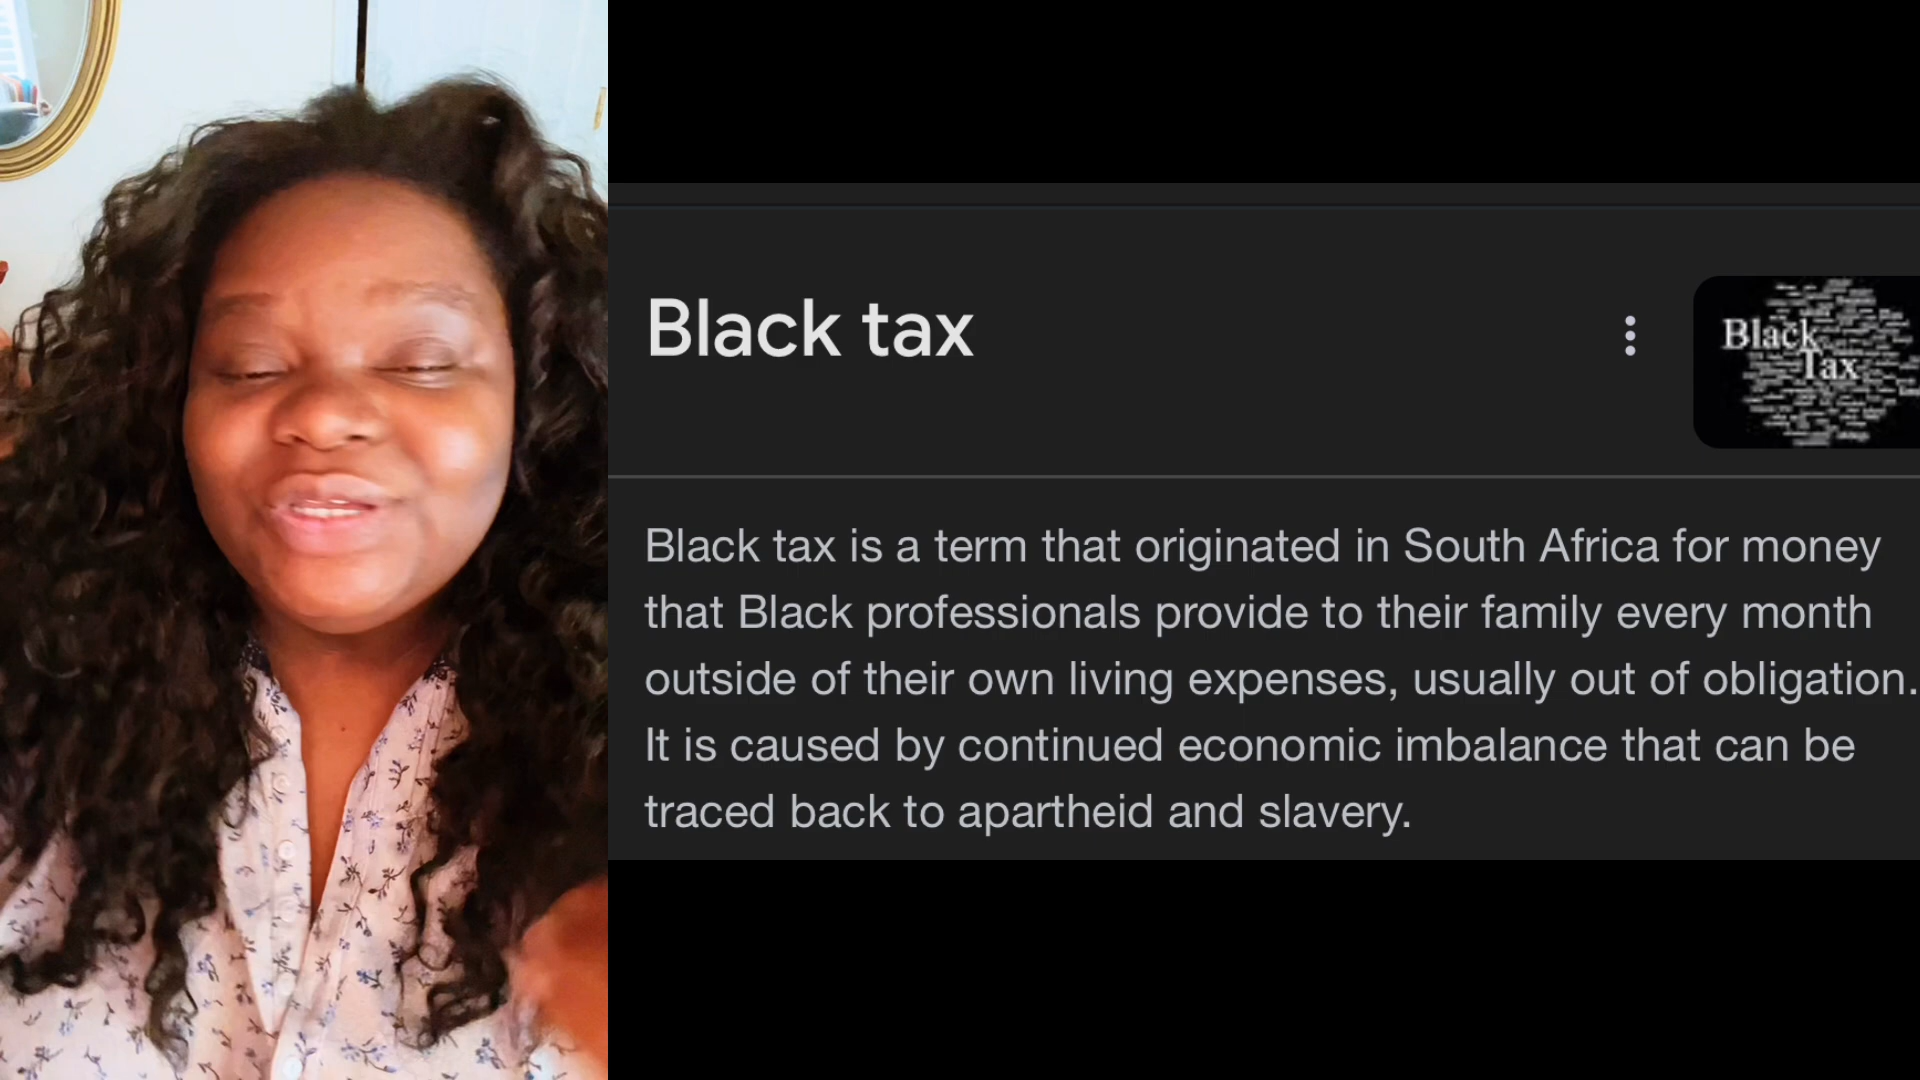 Black tax
Black
Tax
Black tax is a term that originated in South Africa for money
that Black professionals provide to their family every month
outside of their own living expenses, usually out of obligation.
It is caused by continued economic imbalance that can be
traced back to apartheid and slavery.